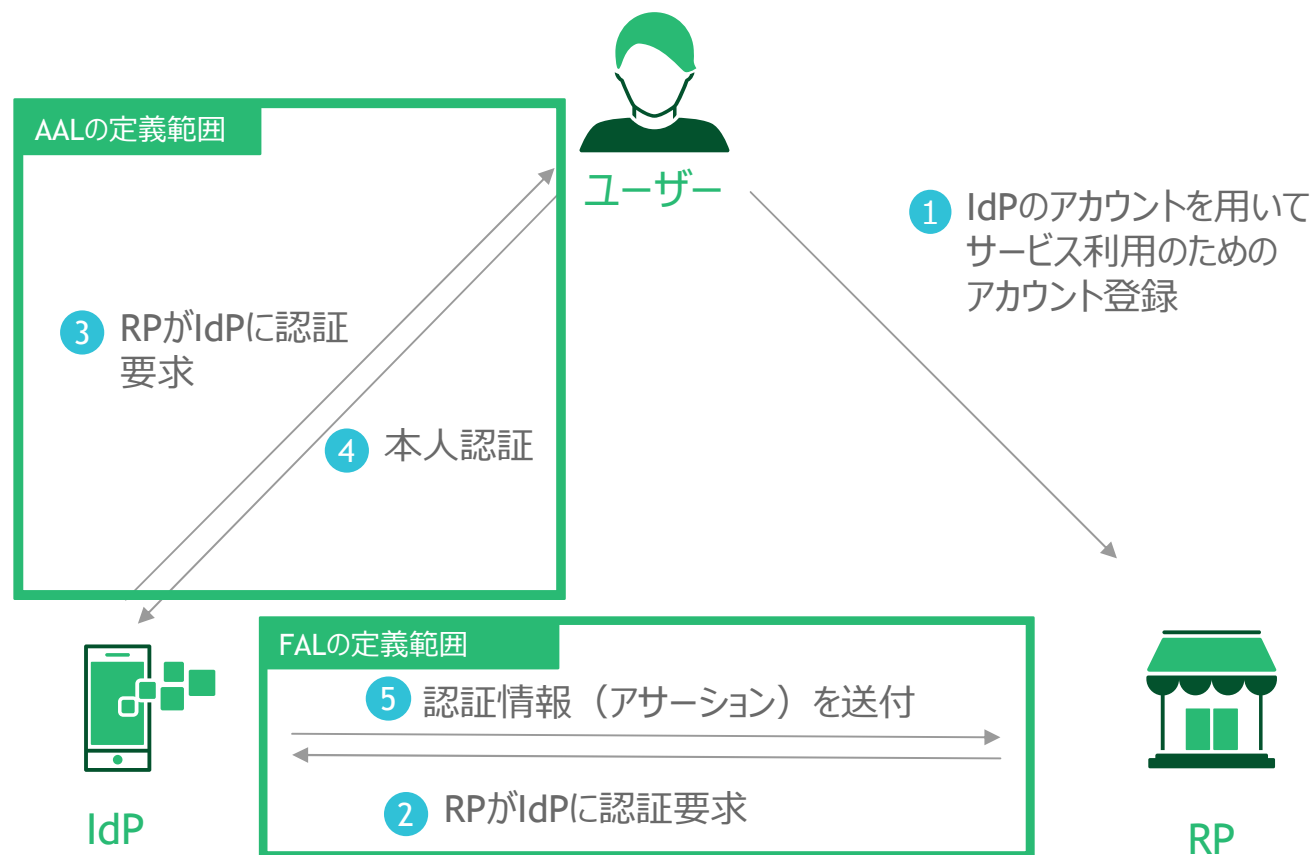 AALの定義範囲
ユーザー
1 IdPのアカウントを用いて
サービス利用のための
アカウント登録
3 RPがIdPに認証
要求
4 本人認証
FALの定義範囲
5 認証情報（アサーション）を送付
2 RPがIdPに認証要求
IdP
RP